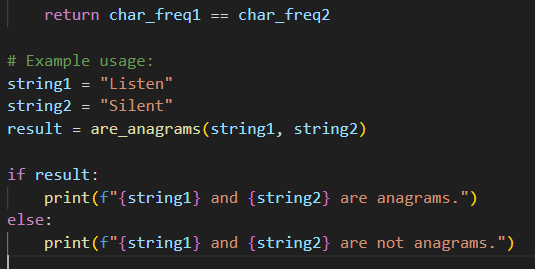 return char_freq1 == char_freq2

# Example usage:
string1 = "Listen"
string2 = "Silent"
result = are_anagrams(string1, string2)

if result:
    print(f"{string1} and {string2} are anagrams.")
else:
    print(f"{string1} and {string2} are not anagrams.")